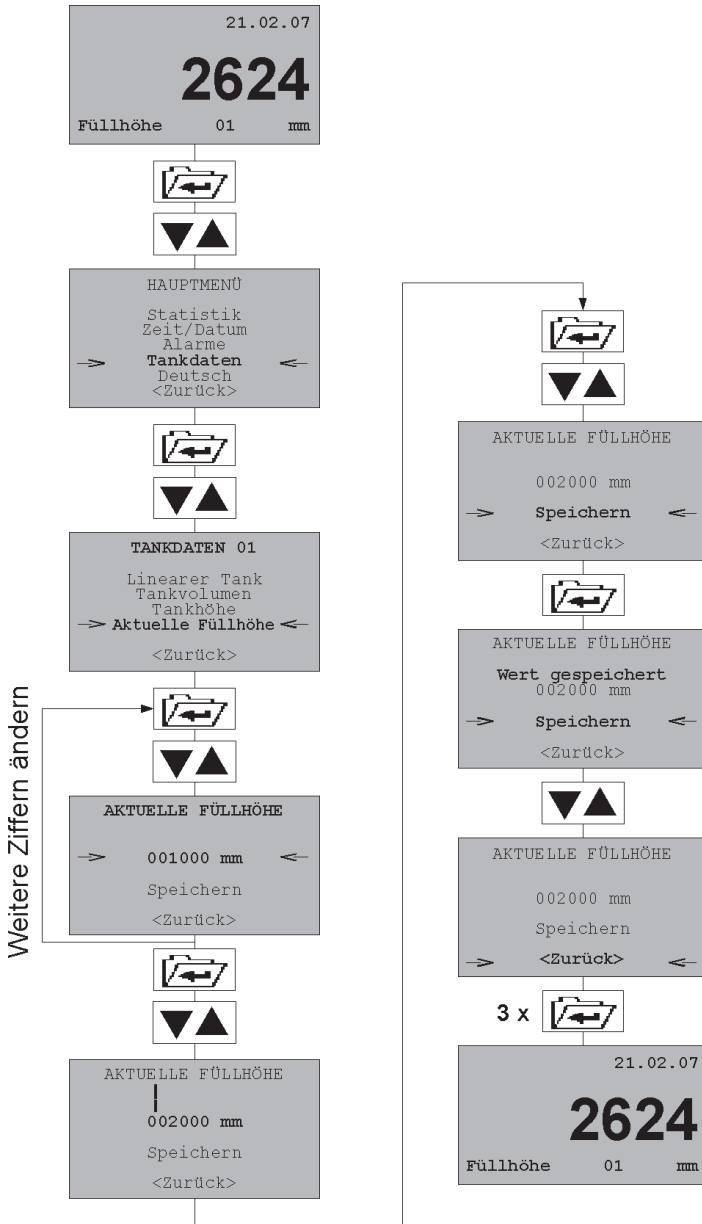 21.02.07
2624
Füllhöhe 01 mm
HAUPTMENÜ
Statistik
Zeit/Datum
Alarme
Tankdaten
Deutsch
<Zurück>
TANKDATEN 01
Linearer Tank
Tankvolumen
Tankhöhe
Aktuelle Füllhöhe
<Zurück>
Weitere Ziffern ändern
AKTUELLE FÜLLHÖHE
001000 mm
Speichern
<Zurück>
AKTUELLE FÜLLHÖHE
002000 mm
Speichern
<Zurück>
AKTUELLE FÜLLHÖHE
002000 mm
Speichern
<Zurück>
AKTUELLE FÜLLHÖHE
Wert gespeichert
002000 mm
Speichern
<Zurück>
AKTUELLE FÜLLHÖHE
002000 mm
Speichern
<Zurück>
3 x
21.02.07
2624
Füllhöhe 01 mm